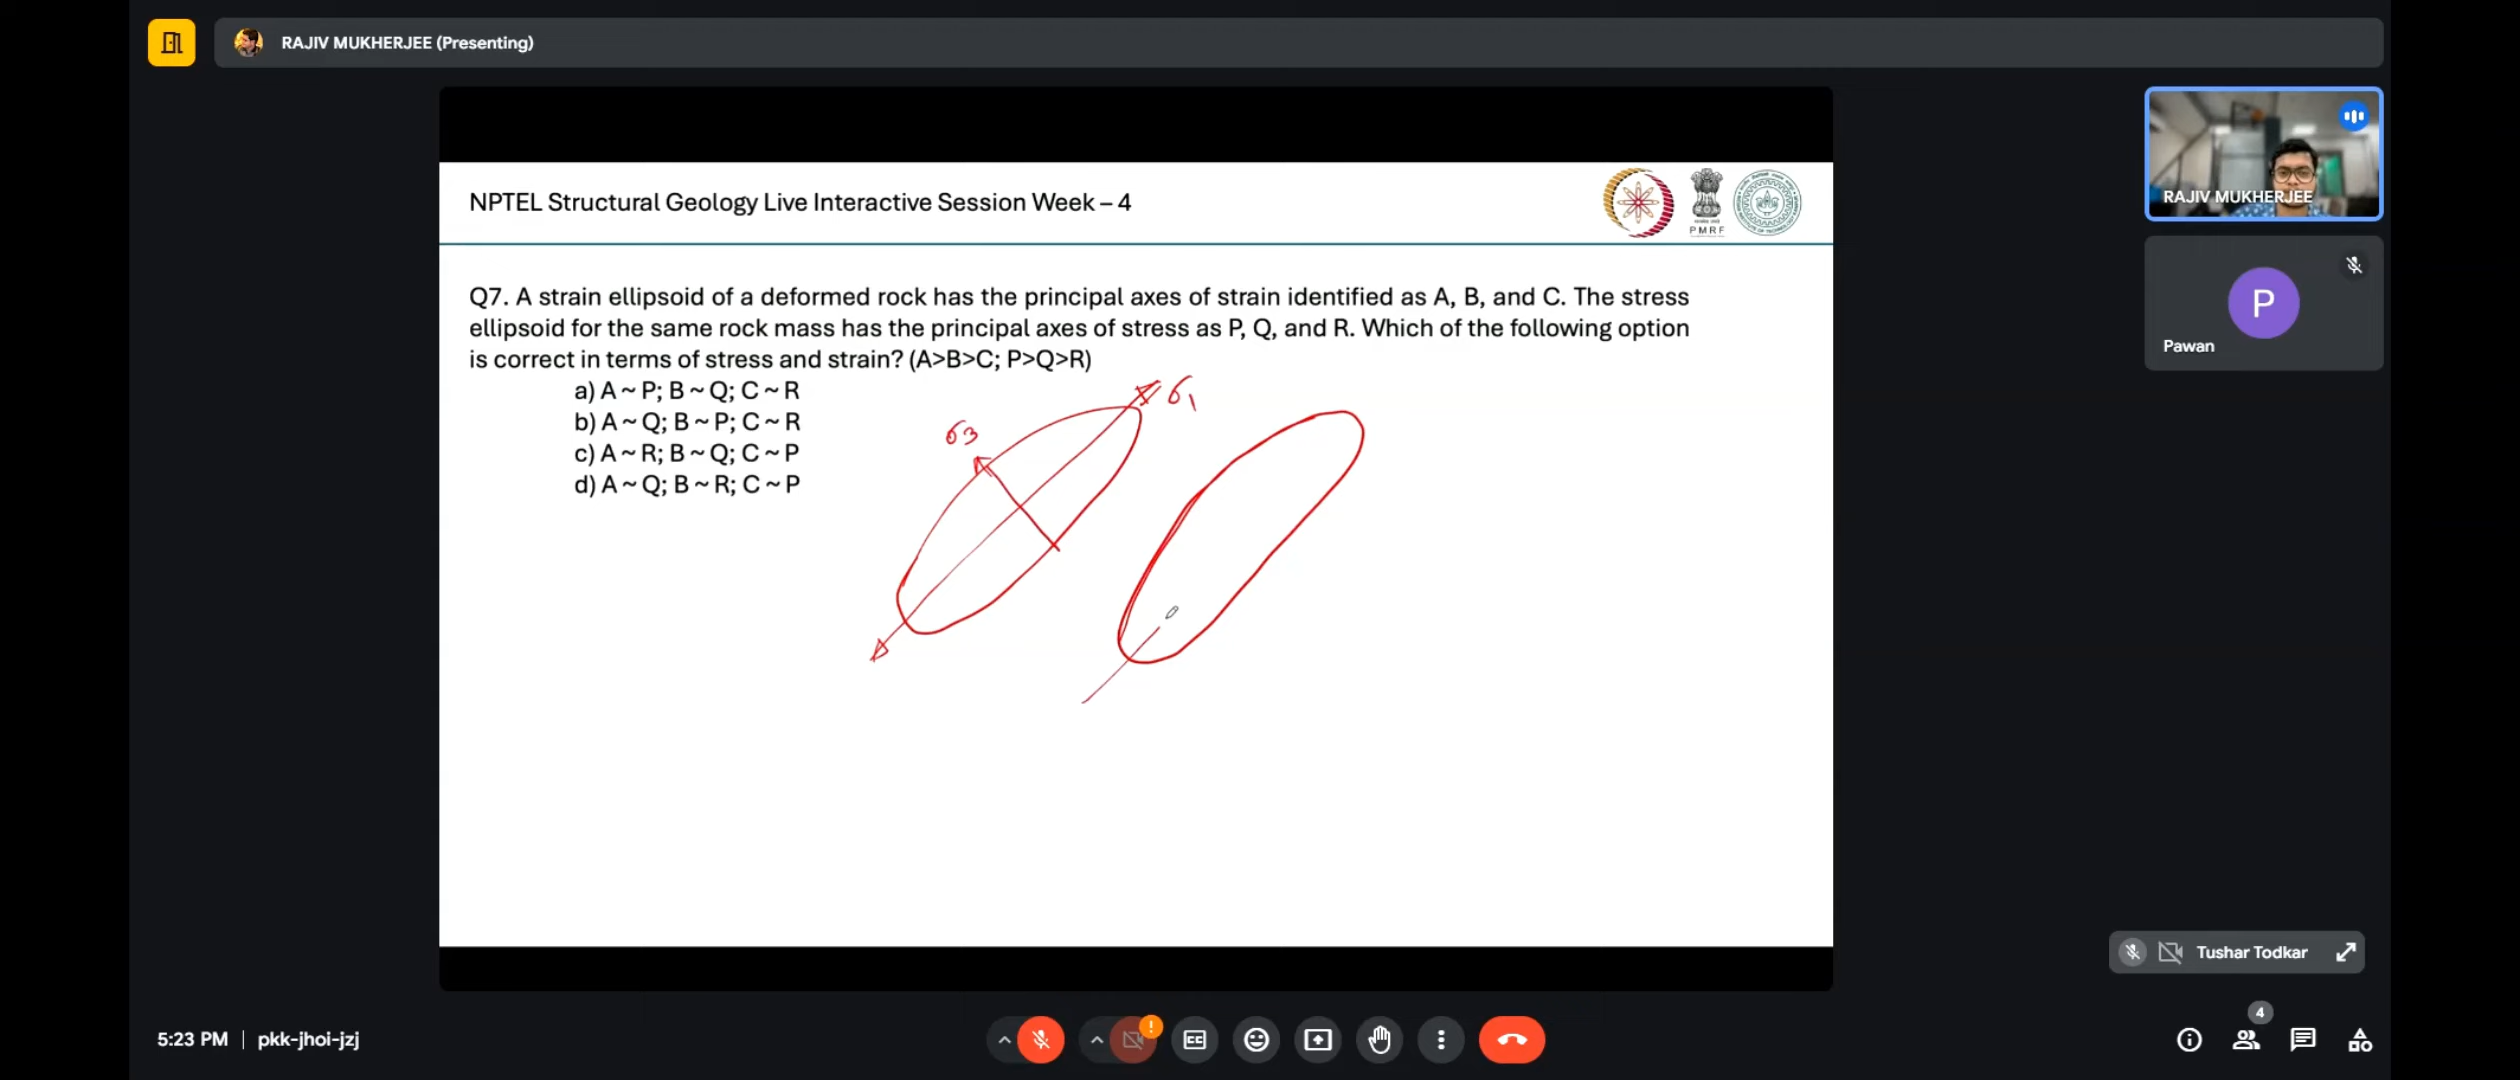 RAJIV MUKHERJEE (Presenting)
NPTEL Structural Geology Live Interactive Session Week – 4
PMRF
RAJIV MUKHERJEE
P
Pawan
Q7. A strain ellipsoid of a deformed rock has the principal axes of strain identified as A, B, and C. The stress
ellipsoid for the same rock mass has the principal axes of stress as P, Q, and R. Which of the following option
is correct in terms of stress and strain? (A>B>C; P>Q>R)
a) A ~ P; B ~ Q; C ~ R
b) A ~ Q; B ~ P; C ~ R
c) A ~ R; B ~ Q; C ~ P
d) A ~ Q; B ~ R; C ~ P
σ1
σ3
Tushar Todkar
5:23 PM | pkk-jhoi-jzj
!
CC
4